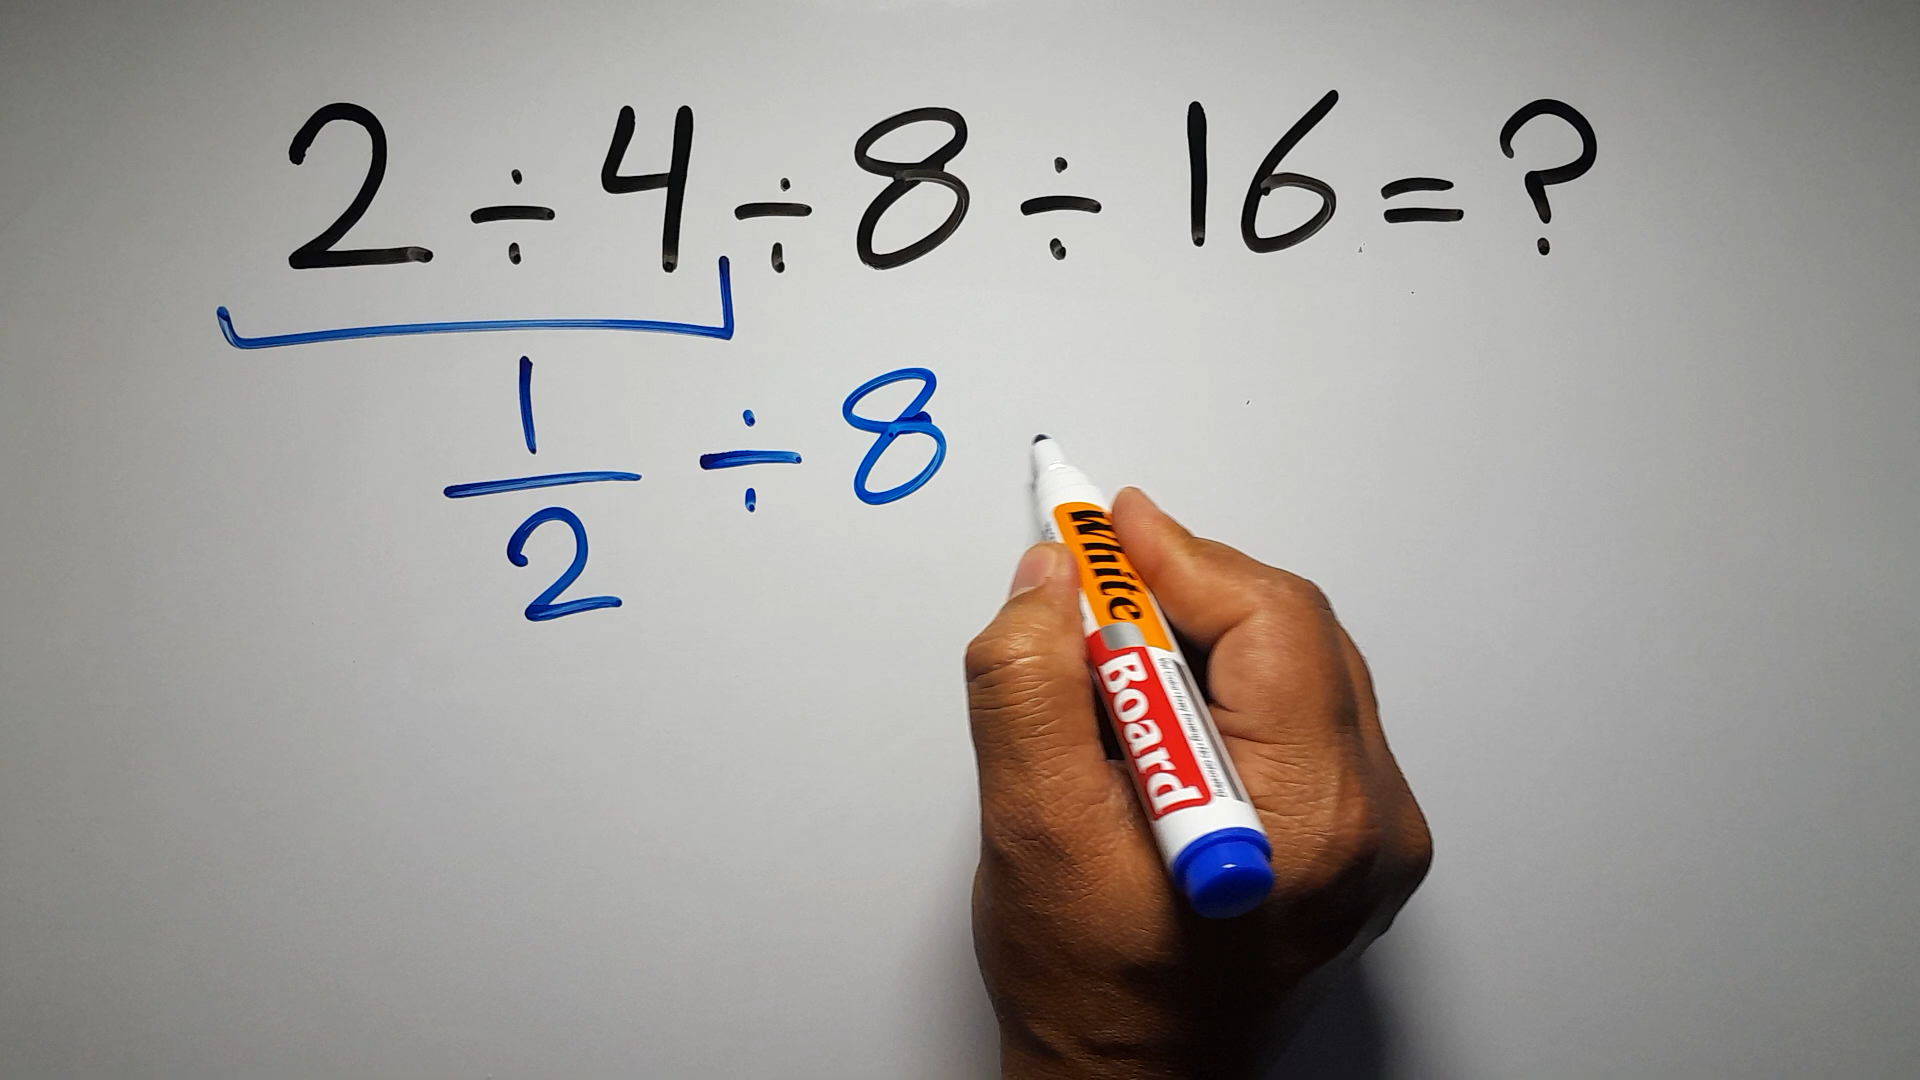 2 ÷ 4 ÷ 8 ÷ 16 = ?
1/2 ÷ 8
White
Board